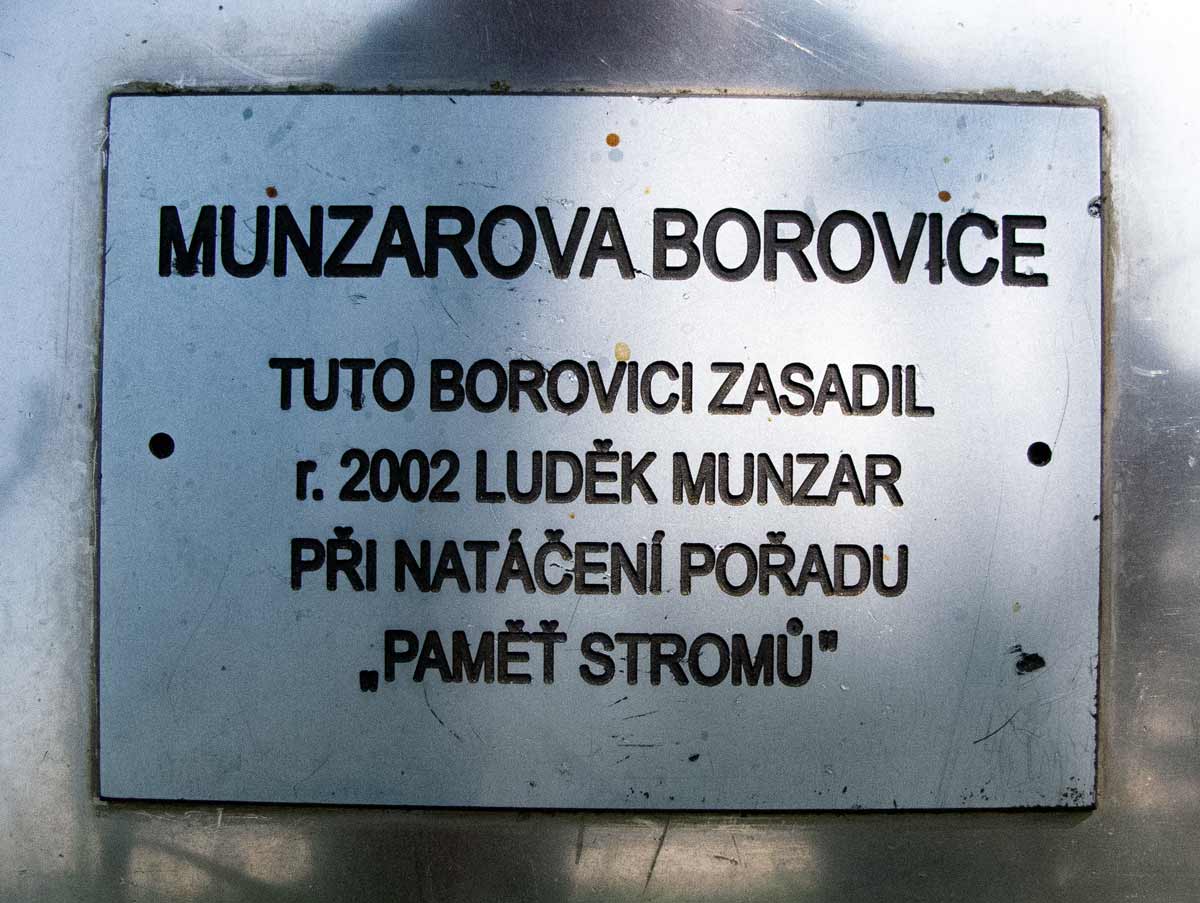 MUNZAROVA BOROVICE
TUTO BOROVICI ZASADIL
r. 2002 LUDĚK MUNZAR
PŘI NATÁČENÍ POŘADU
„PAMĚŤ STROMŮ"